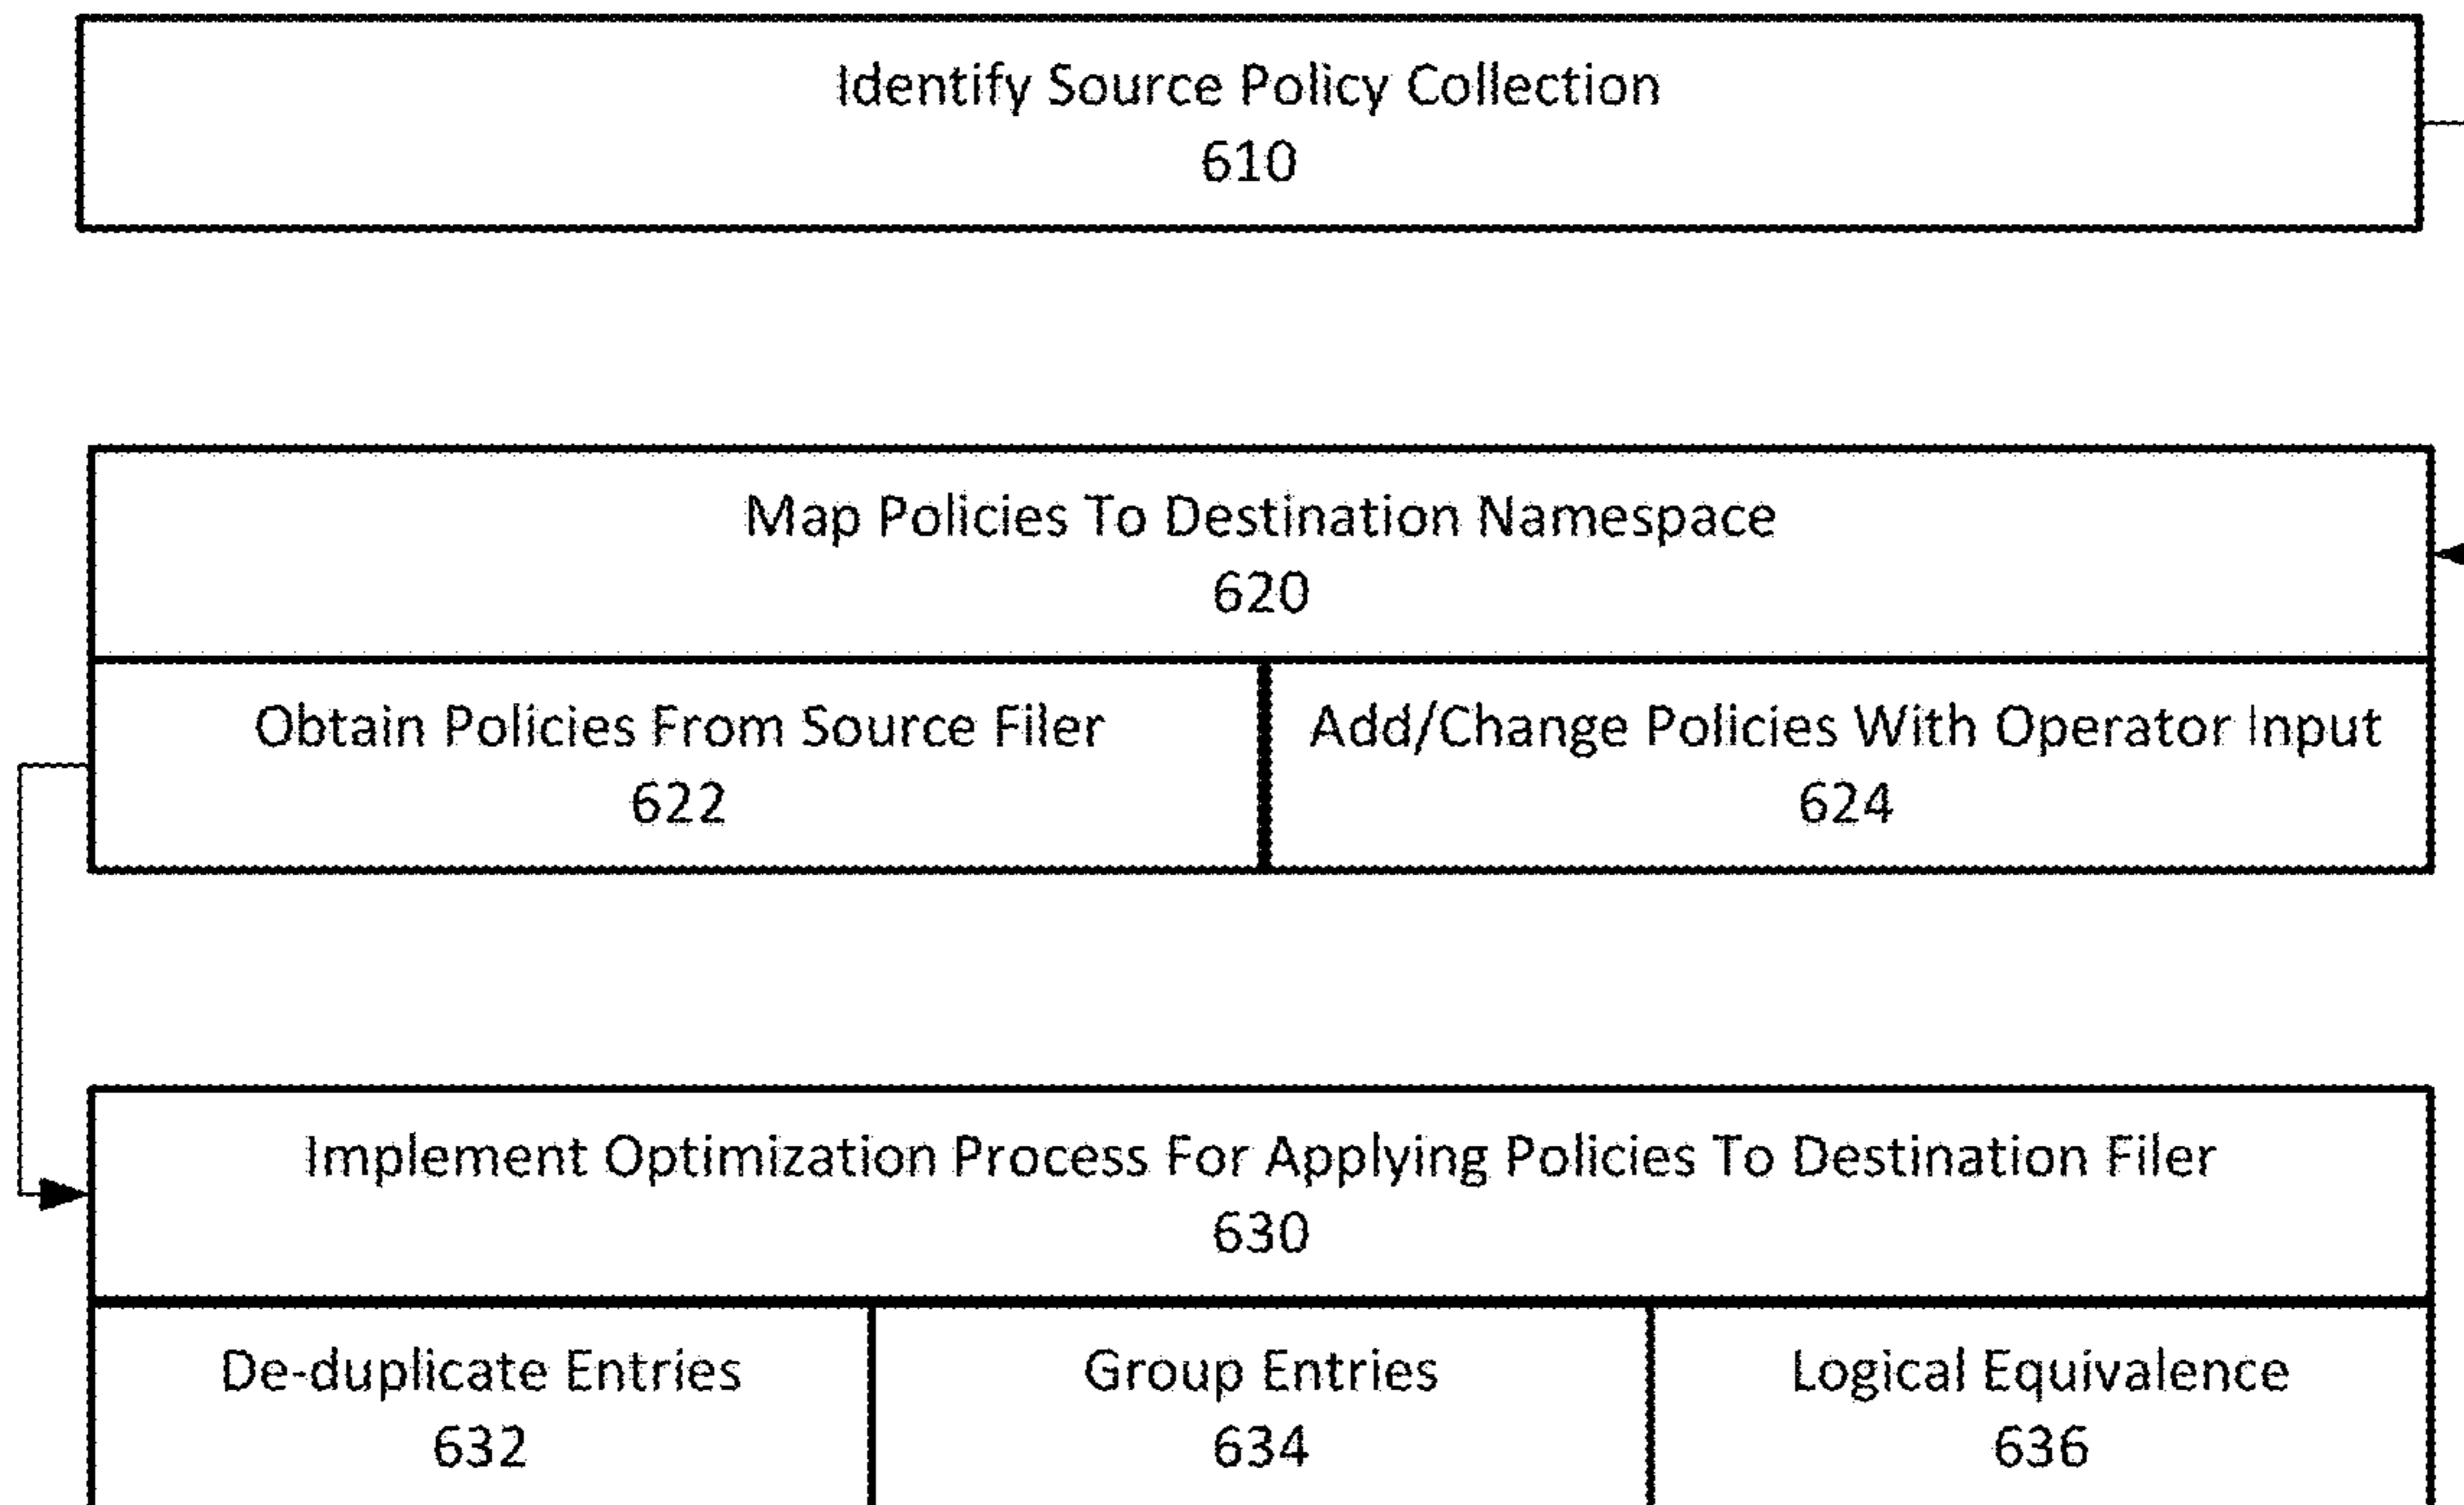 Identify Source Policy Collection
610
Map Policies To Destination Namespace
620
Obtain Policies From Source Filer
622
Add/Change Policies With Operator Input
624
Implement Optimization Process For Applying Policies To Destination Filer
630
De-duplicate Entries
632
Group Entries
634
Logical Equivalence
636